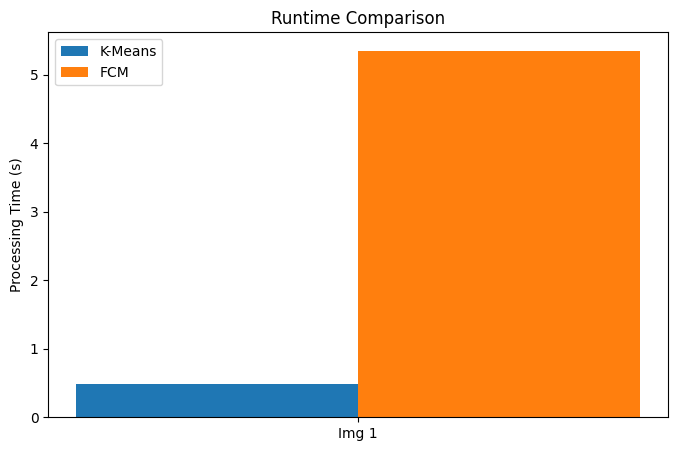 Runtime Comparison
K-Means
FCM
Processing Time (s)
5
4
3
2
1
0
Img 1